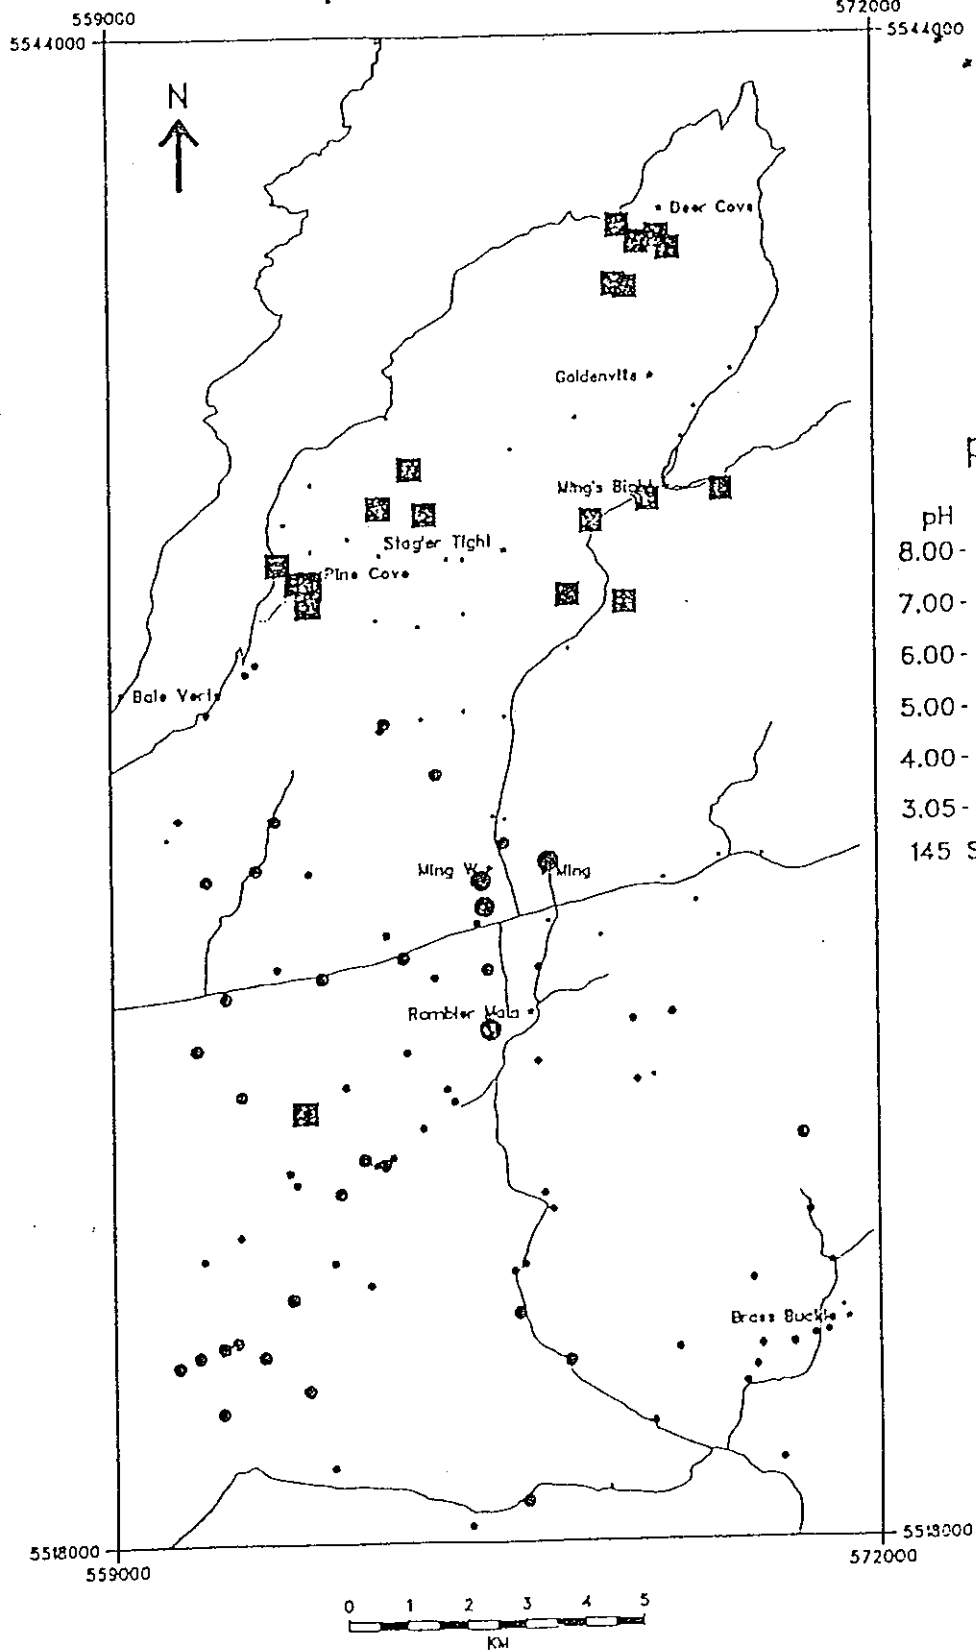 559000
572000
5544000
5544000
N
Deer Cove
Goldenville
Ming's Bight
Stog'er Tight
Pine Cove
Baie Verte
pH
8.00-
7.00-
6.00-
5.00-
4.00-
3.05-
145 S
Ming W
Ming
Rambler
Brass Buckle
5518000
5518000
559000
572000
0 1 2 3 4 5
KM